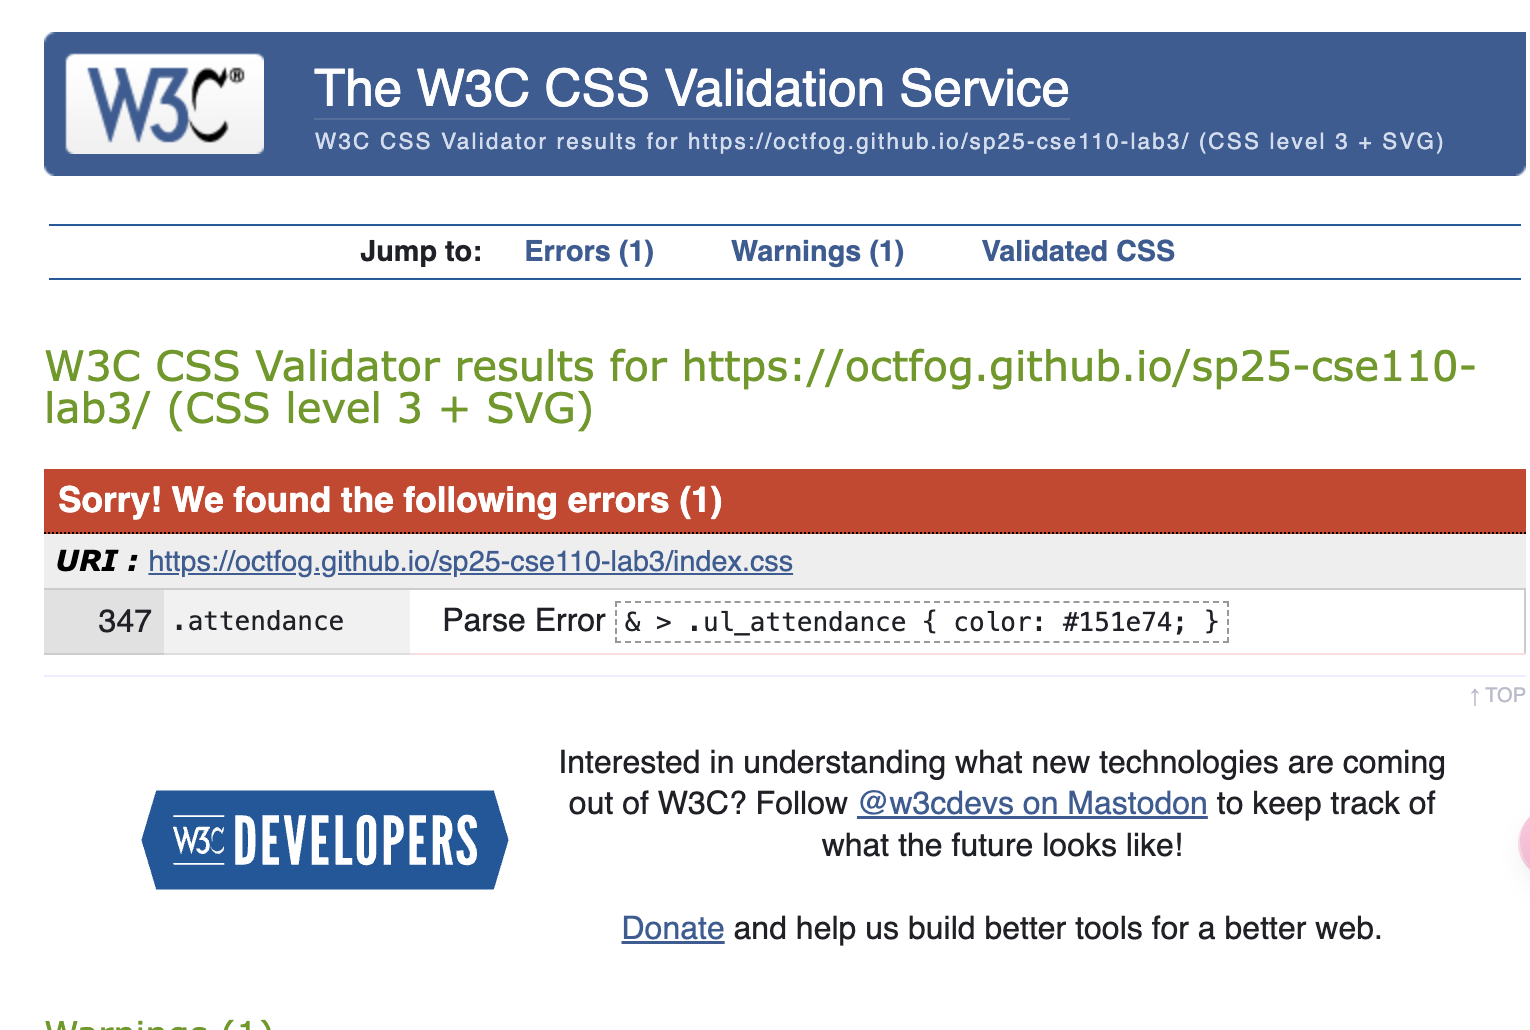 W3C®
The W3C CSS Validation Service
W3C CSS Validator results for https://octfog.github.io/sp25-cse110-lab3/ (CSS level 3 + SVG)
Jump to: Errors (1) Warnings (1) Validated CSS
W3C CSS Validator results for https://octfog.github.io/sp25-cse110-
lab3/ (CSS level 3 + SVG)
Sorry! We found the following errors (1)
URI : https://octfog.github.io/sp25-cse110-lab3/index.css
347 .attendance Parse Error & > .ul_attendance { color: #151e74; }
↑ TOP
Interested in understanding what new technologies are coming
out of W3C? Follow @w3cdevs on Mastodon to keep track of
what the future looks like!
W3C DEVELOPERS
Donate and help us build better tools for a better web.
Warnings (1)